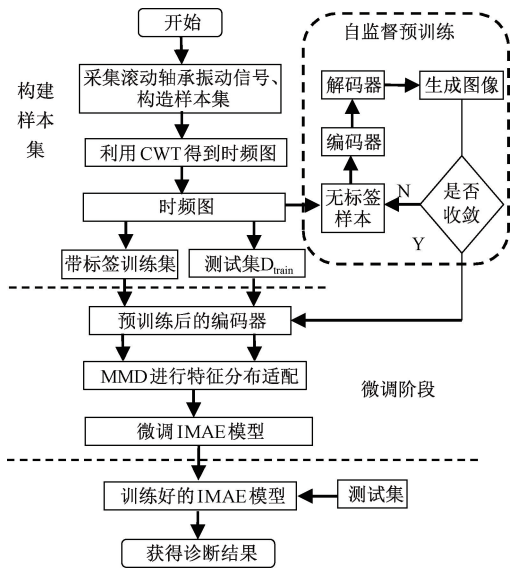 开始
自监督预训练
构建
样本
集
采集滚动轴承振动信号、
构造样本集
解码器
生成图像
编码器
利用CWT得到时频图
无标签
样本
N
是否
收敛
时频图
Y
带标签训练集
测试集Dtrain
预训练后的编码器
MMD进行特征分布适配
微调阶段
微调IMAE模型
训练好的IMAE模型
测试集
获得诊断结果